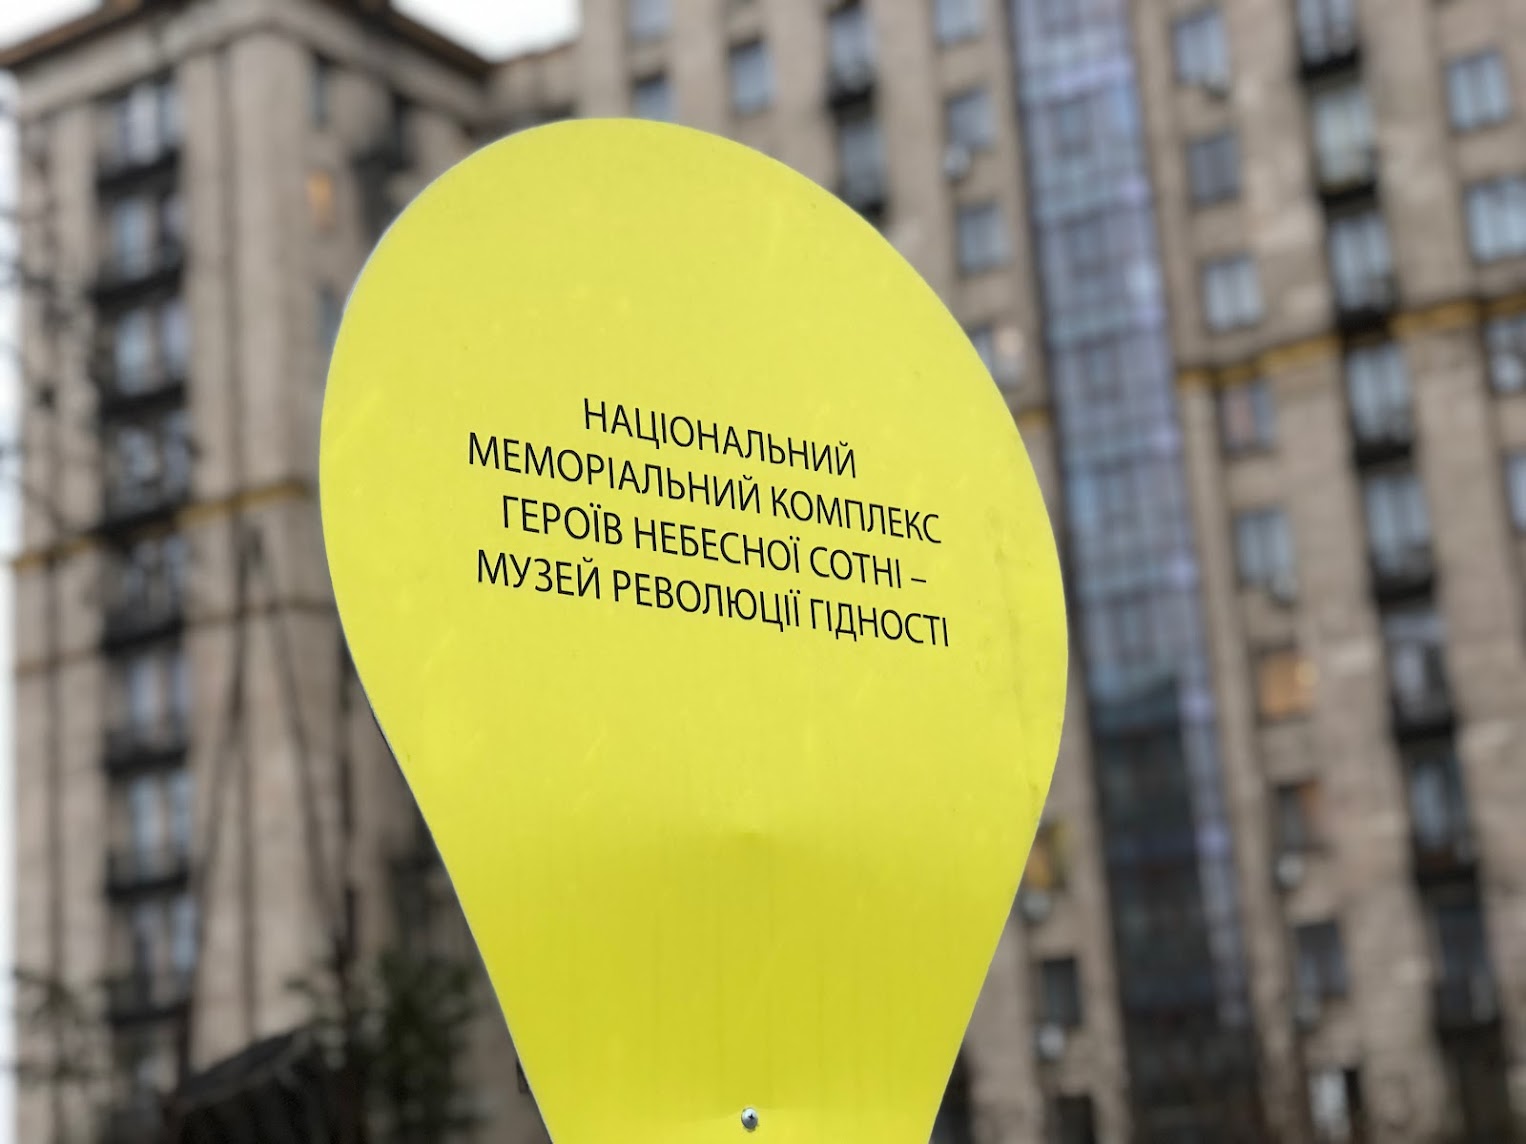 НАЦІОНАЛЬНИЙ
МЕМОРІАЛЬНИЙ КОМПЛЕКС
ГЕРОЇВ НЕБЕСНОЇ СОТНІ –
МУЗЕЙ РЕВОЛЮЦІЇ ГІДНОСТІ